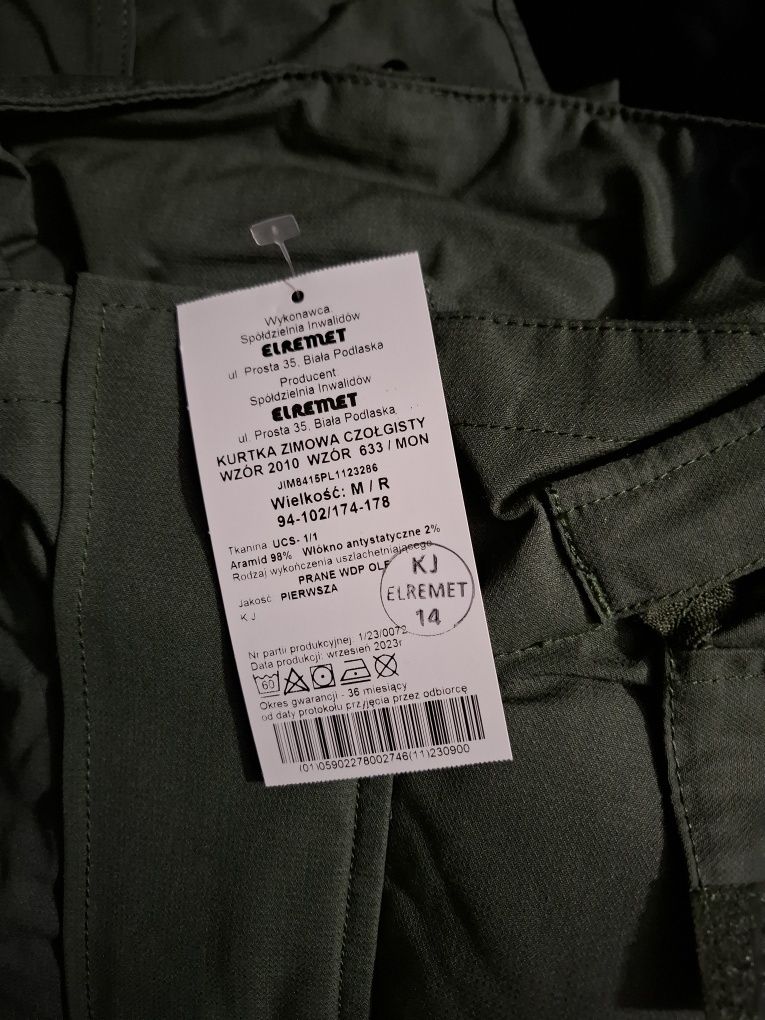 Wykonawca
Spółdzielnia Inwalidów
ELREMET
ul. Prosta 35, Biała Podlaska
Producent:
Spółdzielnia Inwalidów
ELREMET
ul. Prosta 35, Biała Podlaska
KURTKA ZIMOWA CZOŁGISTY
WZÓR 2010 WZÓR 633 / MON
JIM8415PL1123286
Wielkość: M / R
94-102/174-178
Tkanina UCS- 1/1
Aramid 98% Włókno antystatyczne 2%
Rodzaj wykończenia uszlachetniającego
PRANE WDP OLF
Jakość: PIERWSZA
K J
KJ
ELREMET
14
Nr partii produkcyjnej: 1/23/0072
Data produkcji: wrzesień 2023r
60
Okres gwarancji - 36 miesiący
od daty protokołu przyjęcia przez odbiorcę
(01)05902278002746(11)230900